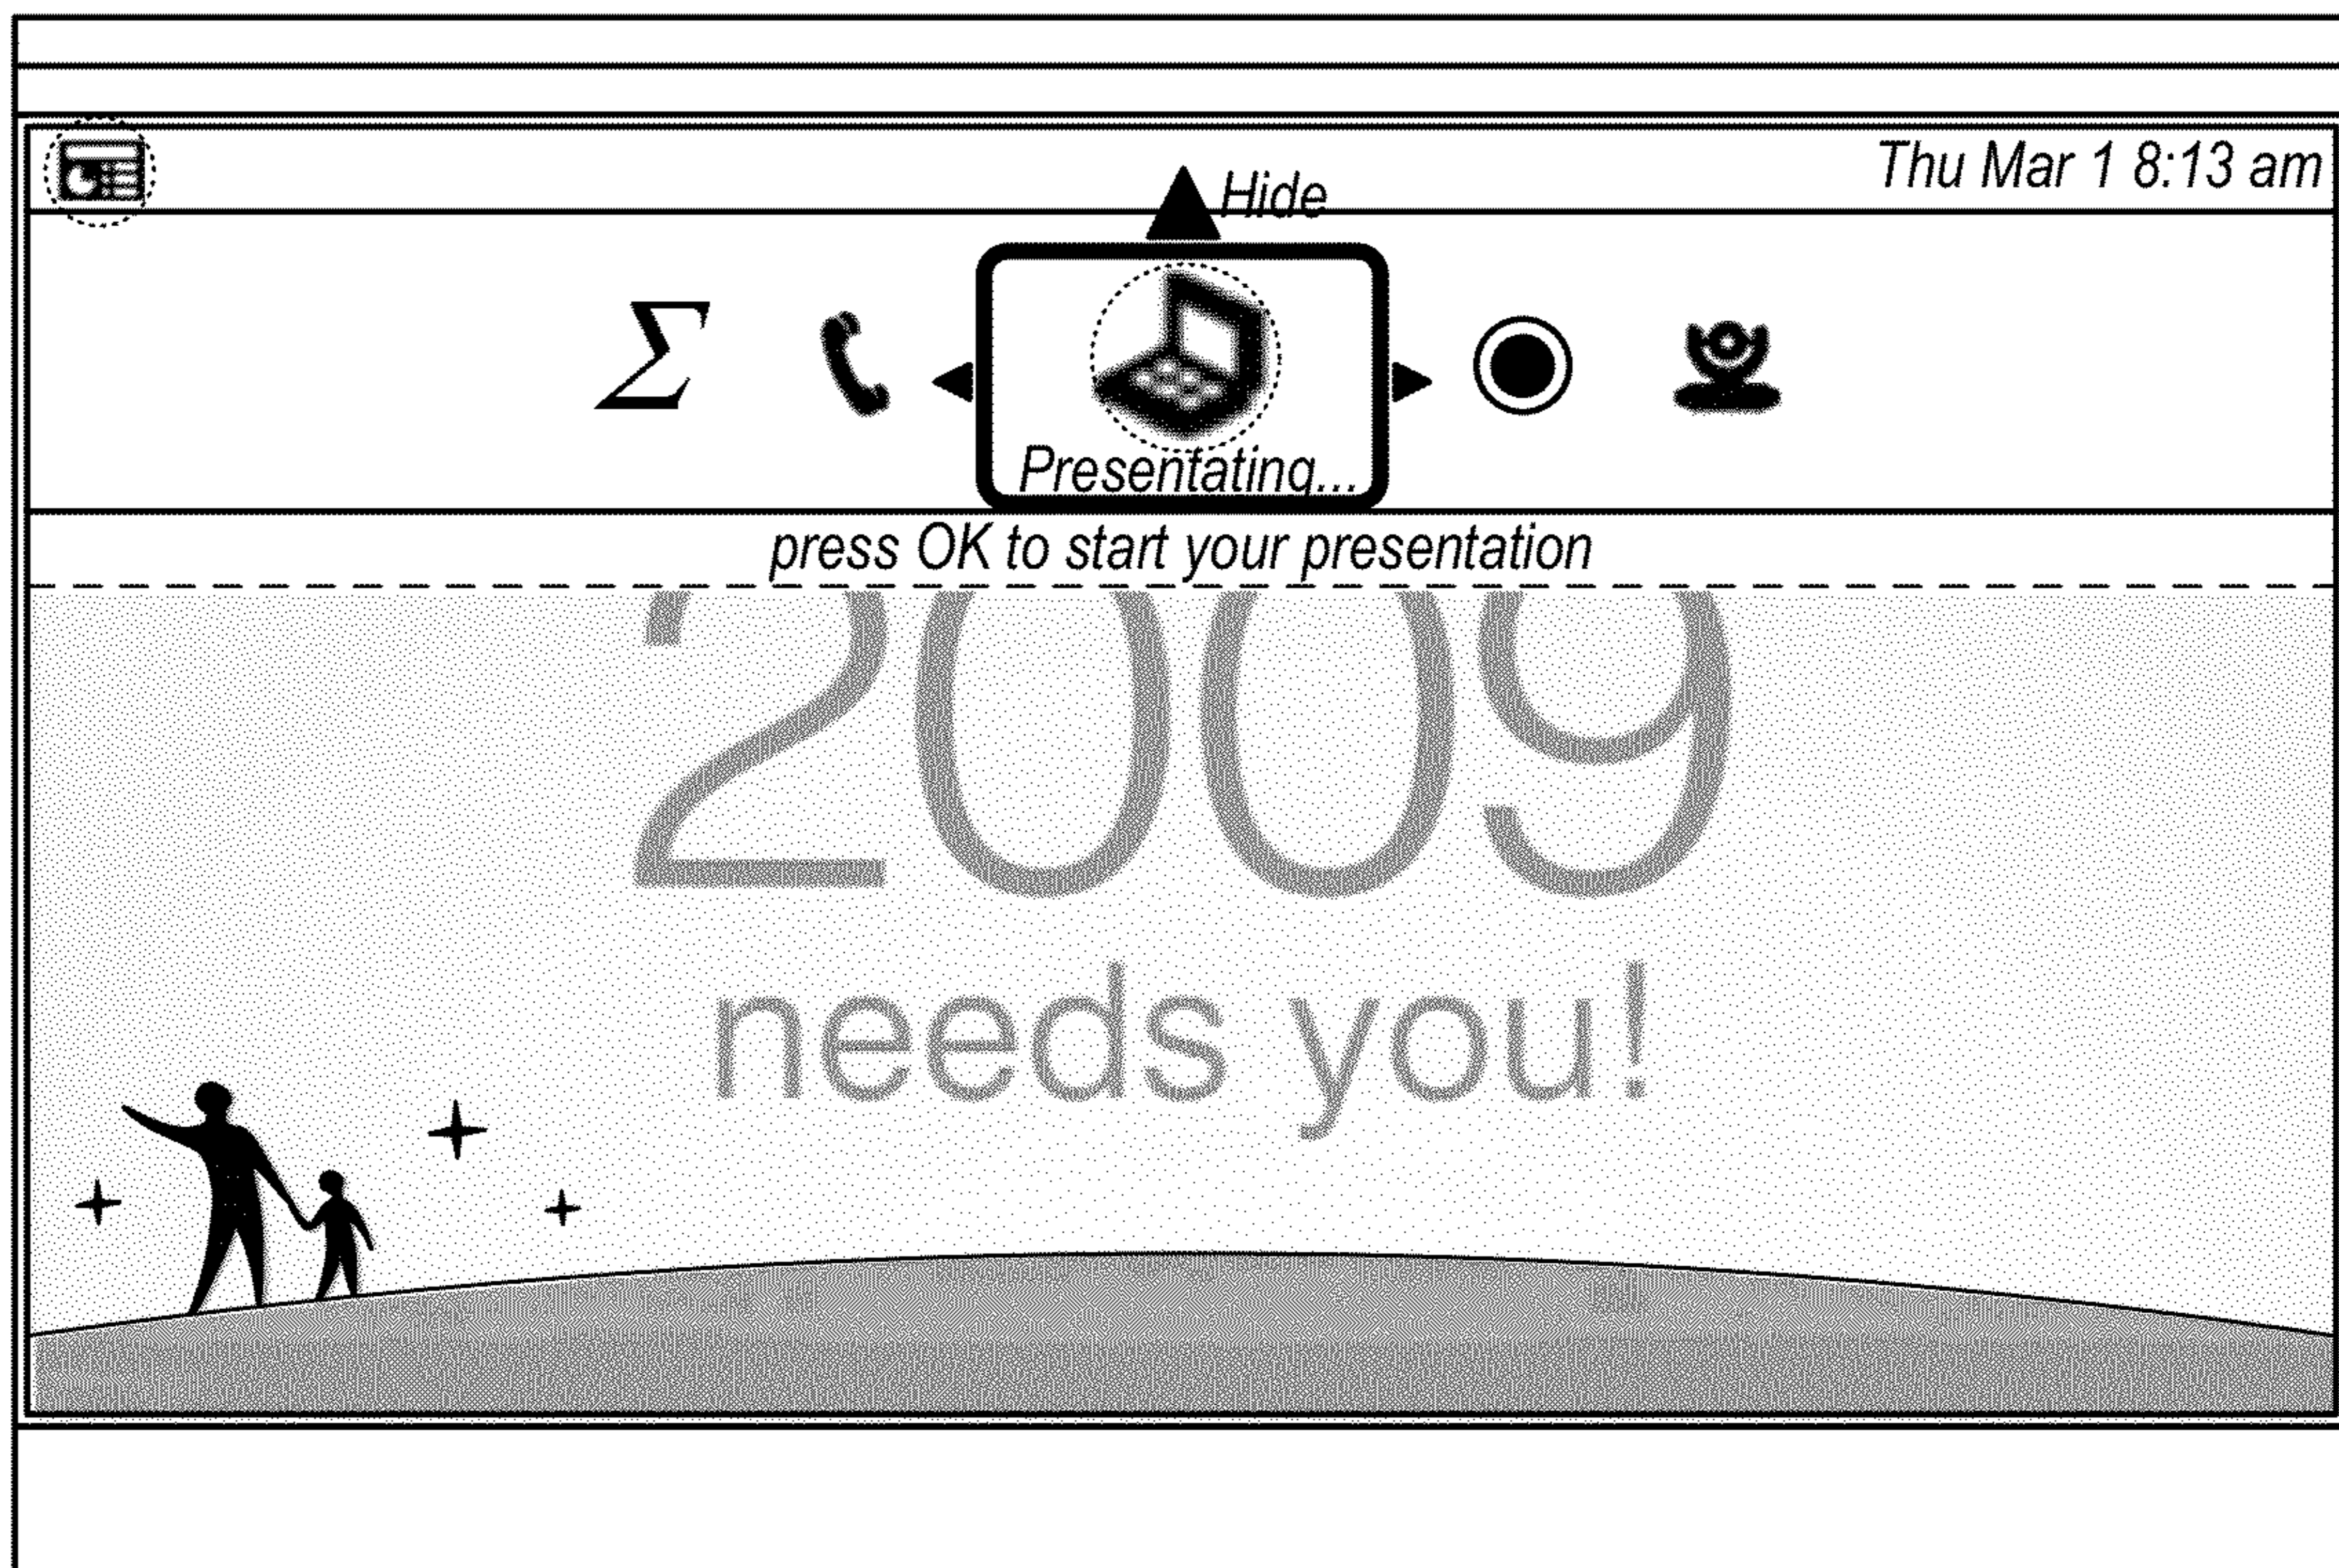 Thu Mar 1 8:13 am
Hide
Σ
Presentating...
press OK to start your presentation
2009
needs you!